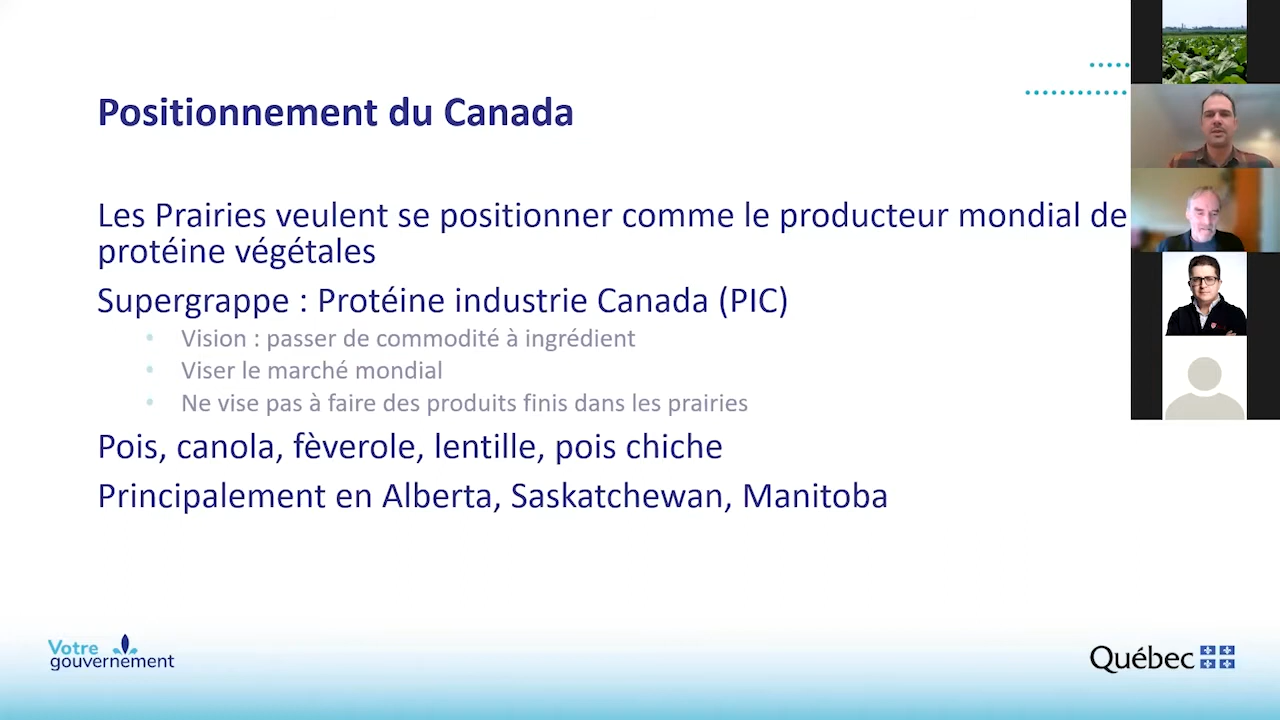 Positionnement du Canada
Les Prairies veulent se positionner comme le producteur mondial de
protéine végétales
Supergrappe : Protéine industrie Canada (PIC)
• Vision : passer de commodité à ingrédient
• Viser le marché mondial
• Ne vise pas à faire des produits finis dans les prairies
Pois, canola, fèverole, lentille, pois chiche
Principalement en Alberta, Saskatchewan, Manitoba
Votre
gouvernement
Québec